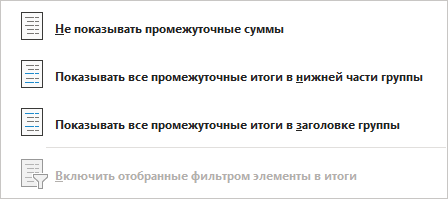 Не показывать промежуточные суммы
Показывать все промежуточные итоги в нижней части группы
Показывать все промежуточные итоги в заголовке группы
Включить отобранные фильтром элементы в итоги